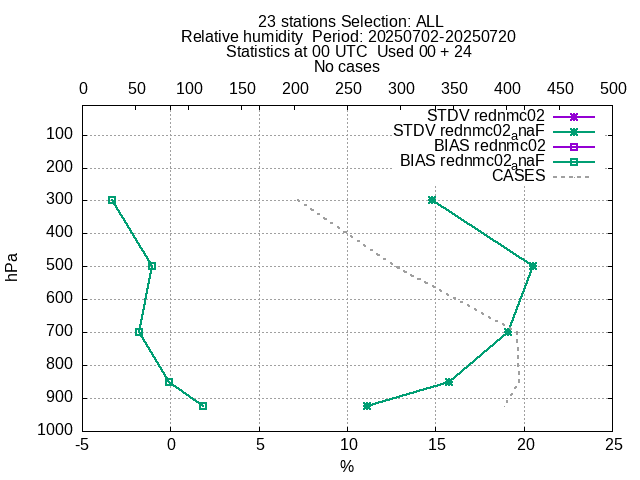 23 stations Selection: ALL
Relative humidity  Period: 20250702-20250720
Statistics at 00 UTC  Used 00 + 24
No cases
0 50 100 150 200 250 300 350 400 450 500
STDV rednmc02
STDV rednmc02anaF
BIAS rednmc02
BIAS rednmc02anaF
CASES
100
200
300
400
500
600
700
800
900
1000
hPa
-5 0 5 10 15 20 25
%